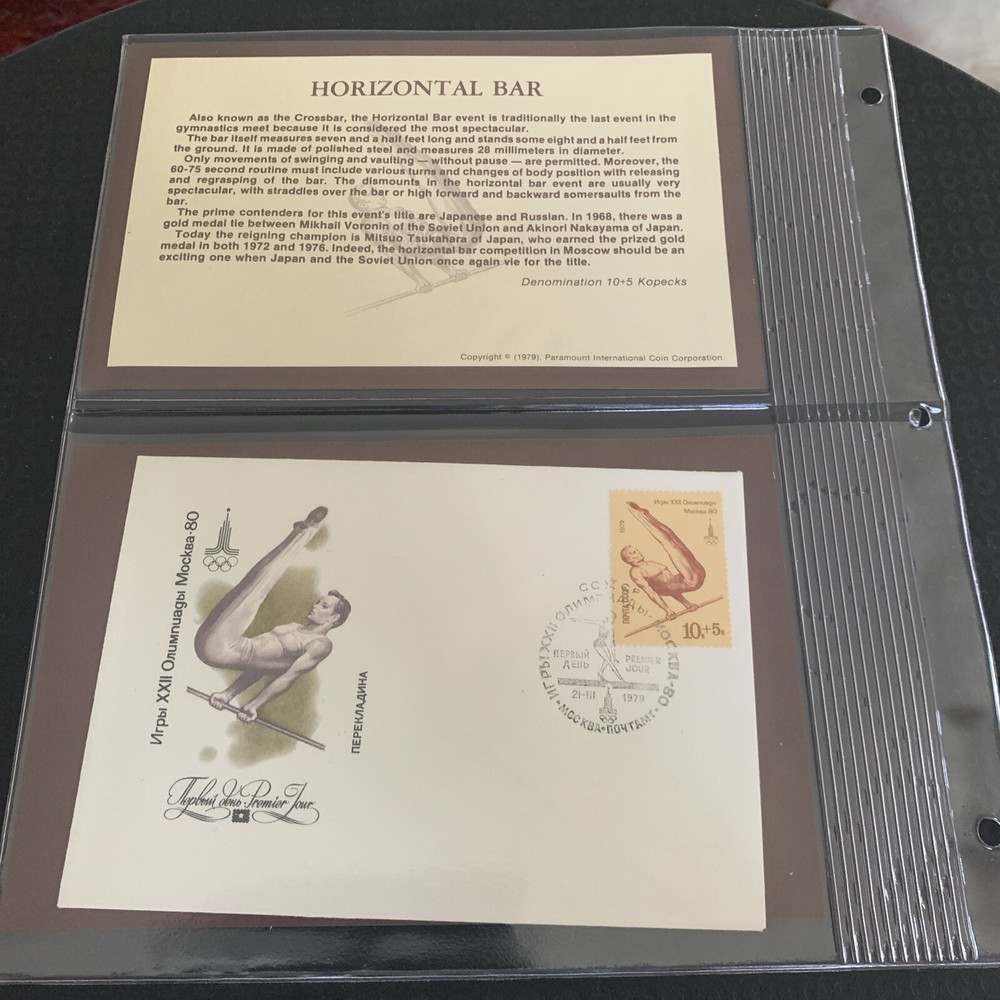 HORIZONTAL BAR
Also known as the Crossbar, the Horizontal Bar event is traditionally the last event in the
gymnastics meet because it is considered the most spectacular.
The bar itself measures seven and a half feet long and stands some eight and a half feet from
the ground. It is made of polished steel and measures 28 millimeters in diameter.
Only movements of swinging and vaulting — without pause — are permitted. Moreover, the
60-75 second routine must include various turns and changes of body position with releasing
and regrasping of the bar. The dismounts in the horizontal bar event are usually very
spectacular, with straddles over the bar or high forward and backward somersaults from the
bar.
The prime contenders for this event's title are Japanese and Russian. In 1968, there was a
gold medal tie between Mikhail Voronin of the Soviet Union and Akinori Nakayama of Japan.
Today the reigning champion is Mitsuo Tsukahara of Japan, who earned the prized gold
medal in both 1972 and 1976. Indeed, the horizontal bar competition in Moscow should be an
exciting one when Japan and the Soviet Union once again vie for the title.
Denomination 10+5 Kopecks
Copyright © (1979), Paramount International Coin Corporation.
Игры XXII Олимпиады Москва·80
ПЕРЕКЛАДИНА
Первый день Premier Jour
Игры XXII Олимпиады
Москва 80
1979
ПОЧТА СССР
10к+5к
ИГРЫ XXII ОЛИМПИАДЫ · МОСКВА·80
ПЕРВЫЙ
ДЕНЬ
PREMIER
JOUR
21·III
1979
МОСКВА·ПОЧТАМТ